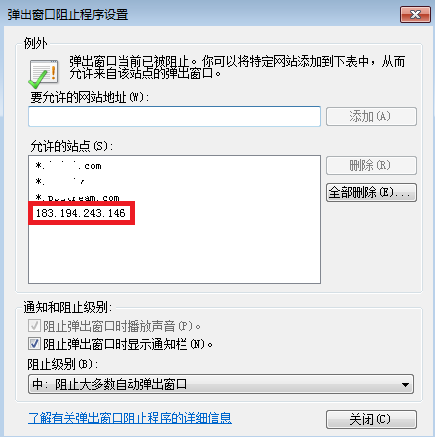 弹出窗口阻止程序设置
例外
弹出窗口当前已被阻止。你可以将特定网站添加到下表中，从而
允许来自该站点的弹出窗口。
要允许的网站地址(W):
添加(A)
允许的站点(S):
删除(R)
全部删除(E)...
183.194.243.146
通知和阻止级别:
阻止弹出窗口时播放声音(P)。
阻止弹出窗口时显示通知栏(N)。
阻止级别(B):
中: 阻止大多数自动弹出窗口
了解有关弹出窗口阻止程序的详细信息
关闭(C)